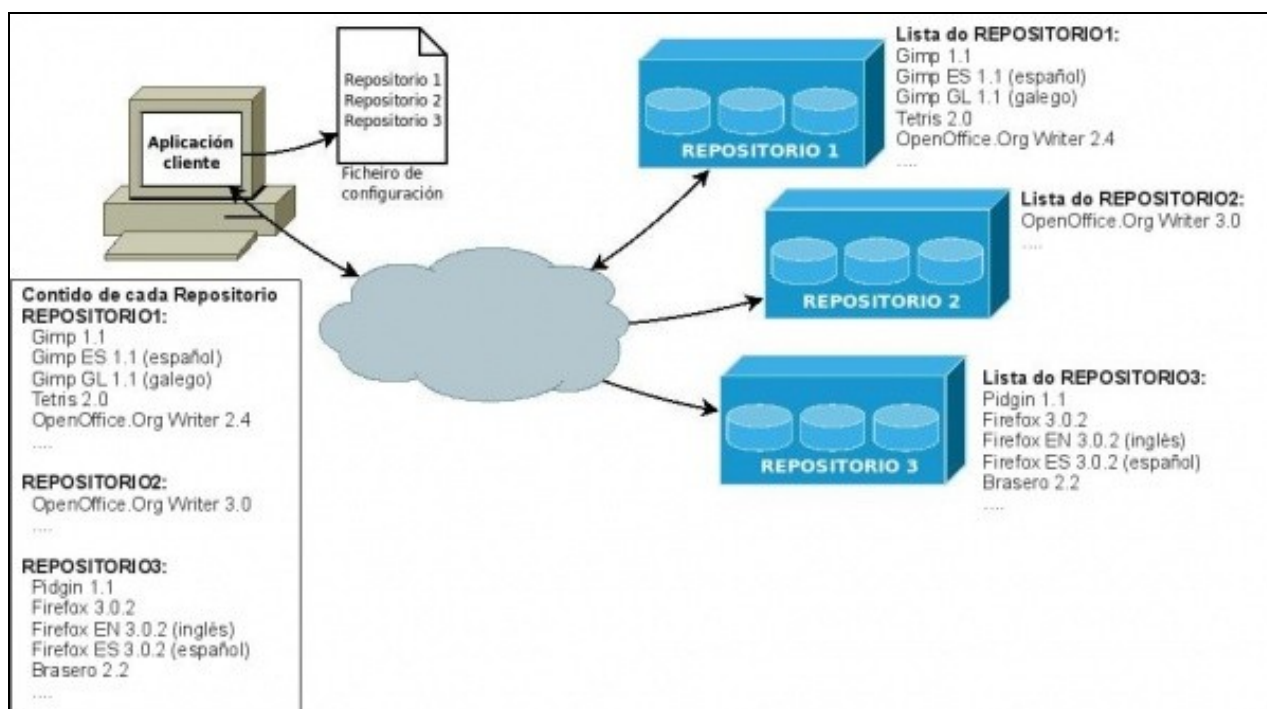 Aplicación
cliente
Repositorio 1
Repositorio 2
Repositorio 3
Ficheiro de
configuración
REPOSITORIO 1
Lista do REPOSITORIO1:
Gimp 1.1
Gimp ES 1.1 (español)
Gimp GL 1.1 (galego)
Tetris 2.0
OpenOffice.Org Writer 2.4
....
REPOSITORIO 2
Lista do REPOSITORIO2:
OpenOffice.Org Writer 3.0
....
REPOSITORIO 3
Lista do REPOSITORIO3:
Pidgin 1.1
Firefox 3.0.2
Firefox EN 3.0.2 (inglés)
Firefox ES 3.0.2 (español)
Brasero 2.2
....
Contido de cada Repositorio
REPOSITORIO1:
Gimp 1.1
Gimp ES 1.1 (español)
Gimp GL 1.1 (galego)
Tetris 2.0
OpenOffice.Org Writer 2.4
....
REPOSITORIO2:
OpenOffice.Org Writer 3.0
....
REPOSITORIO3:
Pidgin 1.1
Firefox 3.0.2
Firefox EN 3.0.2 (inglés)
Firefox ES 3.0.2 (español)
Brasero 2.2
....